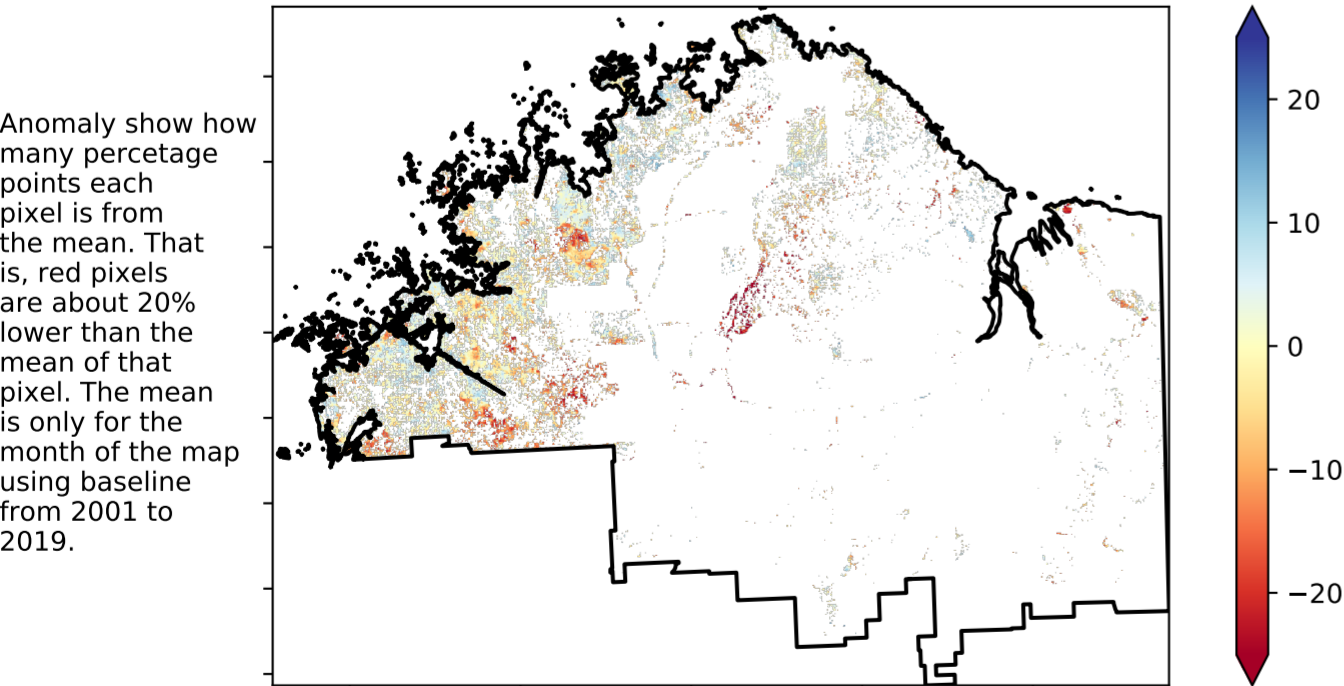 Anomaly show how
many percetage
points each
pixel is from
the mean. That
is, red pixels
are about 20%
lower than the
mean of that
pixel. The mean
is only for the
month of the map
using baseline
from 2001 to
2019.
20
10
0
−10
−20